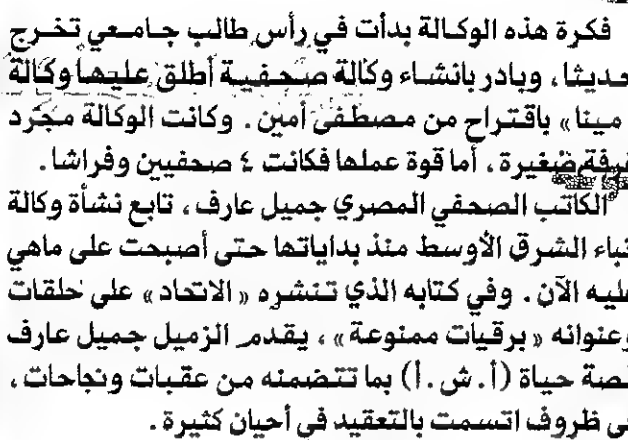 فكرة هذه الوكالة بدأت في رأس طالب جامعي تخرج
حديثا، وبادر بانشاء وكالة صحفية أطلق عليها وكالة
مينا» باقتراح من مصطفى أمين. وكانت الوكالة مجرد
غرفة صغيرة، أما قوة عملها فكانت ٤ صحفيين وفراشا.
الكاتب الصحفي المصري جميل عارف، تابع نشأة وكالة
نباء الشرق الأوسط منذ بداياتها حتى أصبحت على ماهي
عليه الآن. وفي كتابه الذي تنشره «الاتحاد» على حلقات
وعنوانه «برقيات ممنوعة»، يقدم الزميل جميل عارف
قصة حياة (أ.ش.أ) بما تتضمنه من عقبات ونجاحات،
في ظروف اتسمت بالتعقيد في أحيان كثيرة.